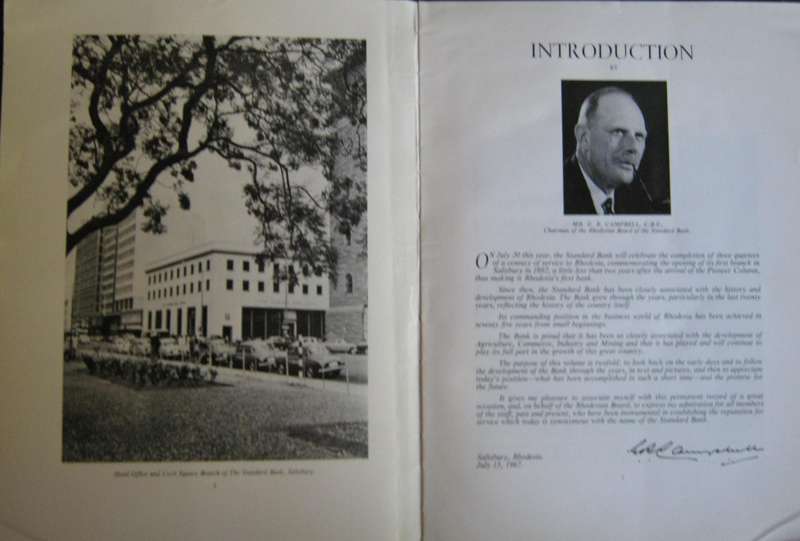 Head Office and Cecil Square Branch of The Standard Bank, Salisbury.
INTRODUCTION
BY
MR. CAMPBELL, C.B.E.,
Chairman of the Rhodesian Board of the Standard Bank.
ON July 20 this year, the Standard Bank will celebrate the completion of three quarters
of a century of service to Rhodesia, commemorating the opening of its first branch in
Salisbury in 1892, a little less than two years after the arrival of the Pioneer Column,
thus making it Rhodesia's first bank.
Since then, the Standard Bank has been closely associated with the history and
development of Rhodesia. The Bank grew through the years, particularly in the last twenty
years, reflecting the history of the country itself.
Its commanding position in the business world of Rhodesia has been achieved in
seventy five years from small beginnings.
The Bank is proud that it has been so closely associated with the development of
Agriculture, Commerce, Industry and Mining and that it has played and will continue to
play its full part in the growth of this great country.
The purpose of this volume is twofold: to look back on the early days and to follow
the development of the Bank through the years, in text and pictures, and then to appreciate
today's position—what has been accomplished in such a short time—and the promise for
the future.
It gives me pleasure to associate myself with this permanent record of a great
occasion, and, on behalf of the Rhodesian Board, to express my admiration for all members
of the staff, past and present, who have been instrumental in establishing the reputation for
service which today is synonymous with the name of the Standard Bank.
Campbell
Salisbury, Rhodesia.
July 15, 1967.